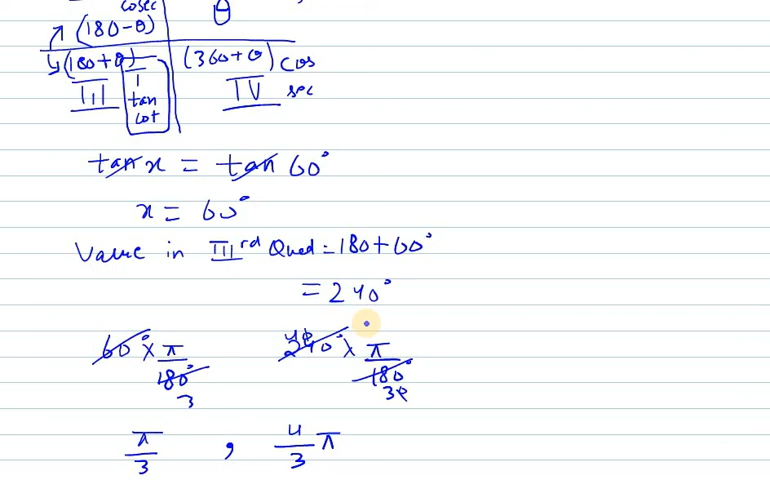 cosec
(180-θ) θ
(180+θ) T (360+θ) cos
III tan IV sec
cot
tan x = tan 60°
x = 60°
Value in IIIrd Quad = 180+60°
= 240°
60° × π/180° 240° × π/180°
3
π/3 , 4/3 π